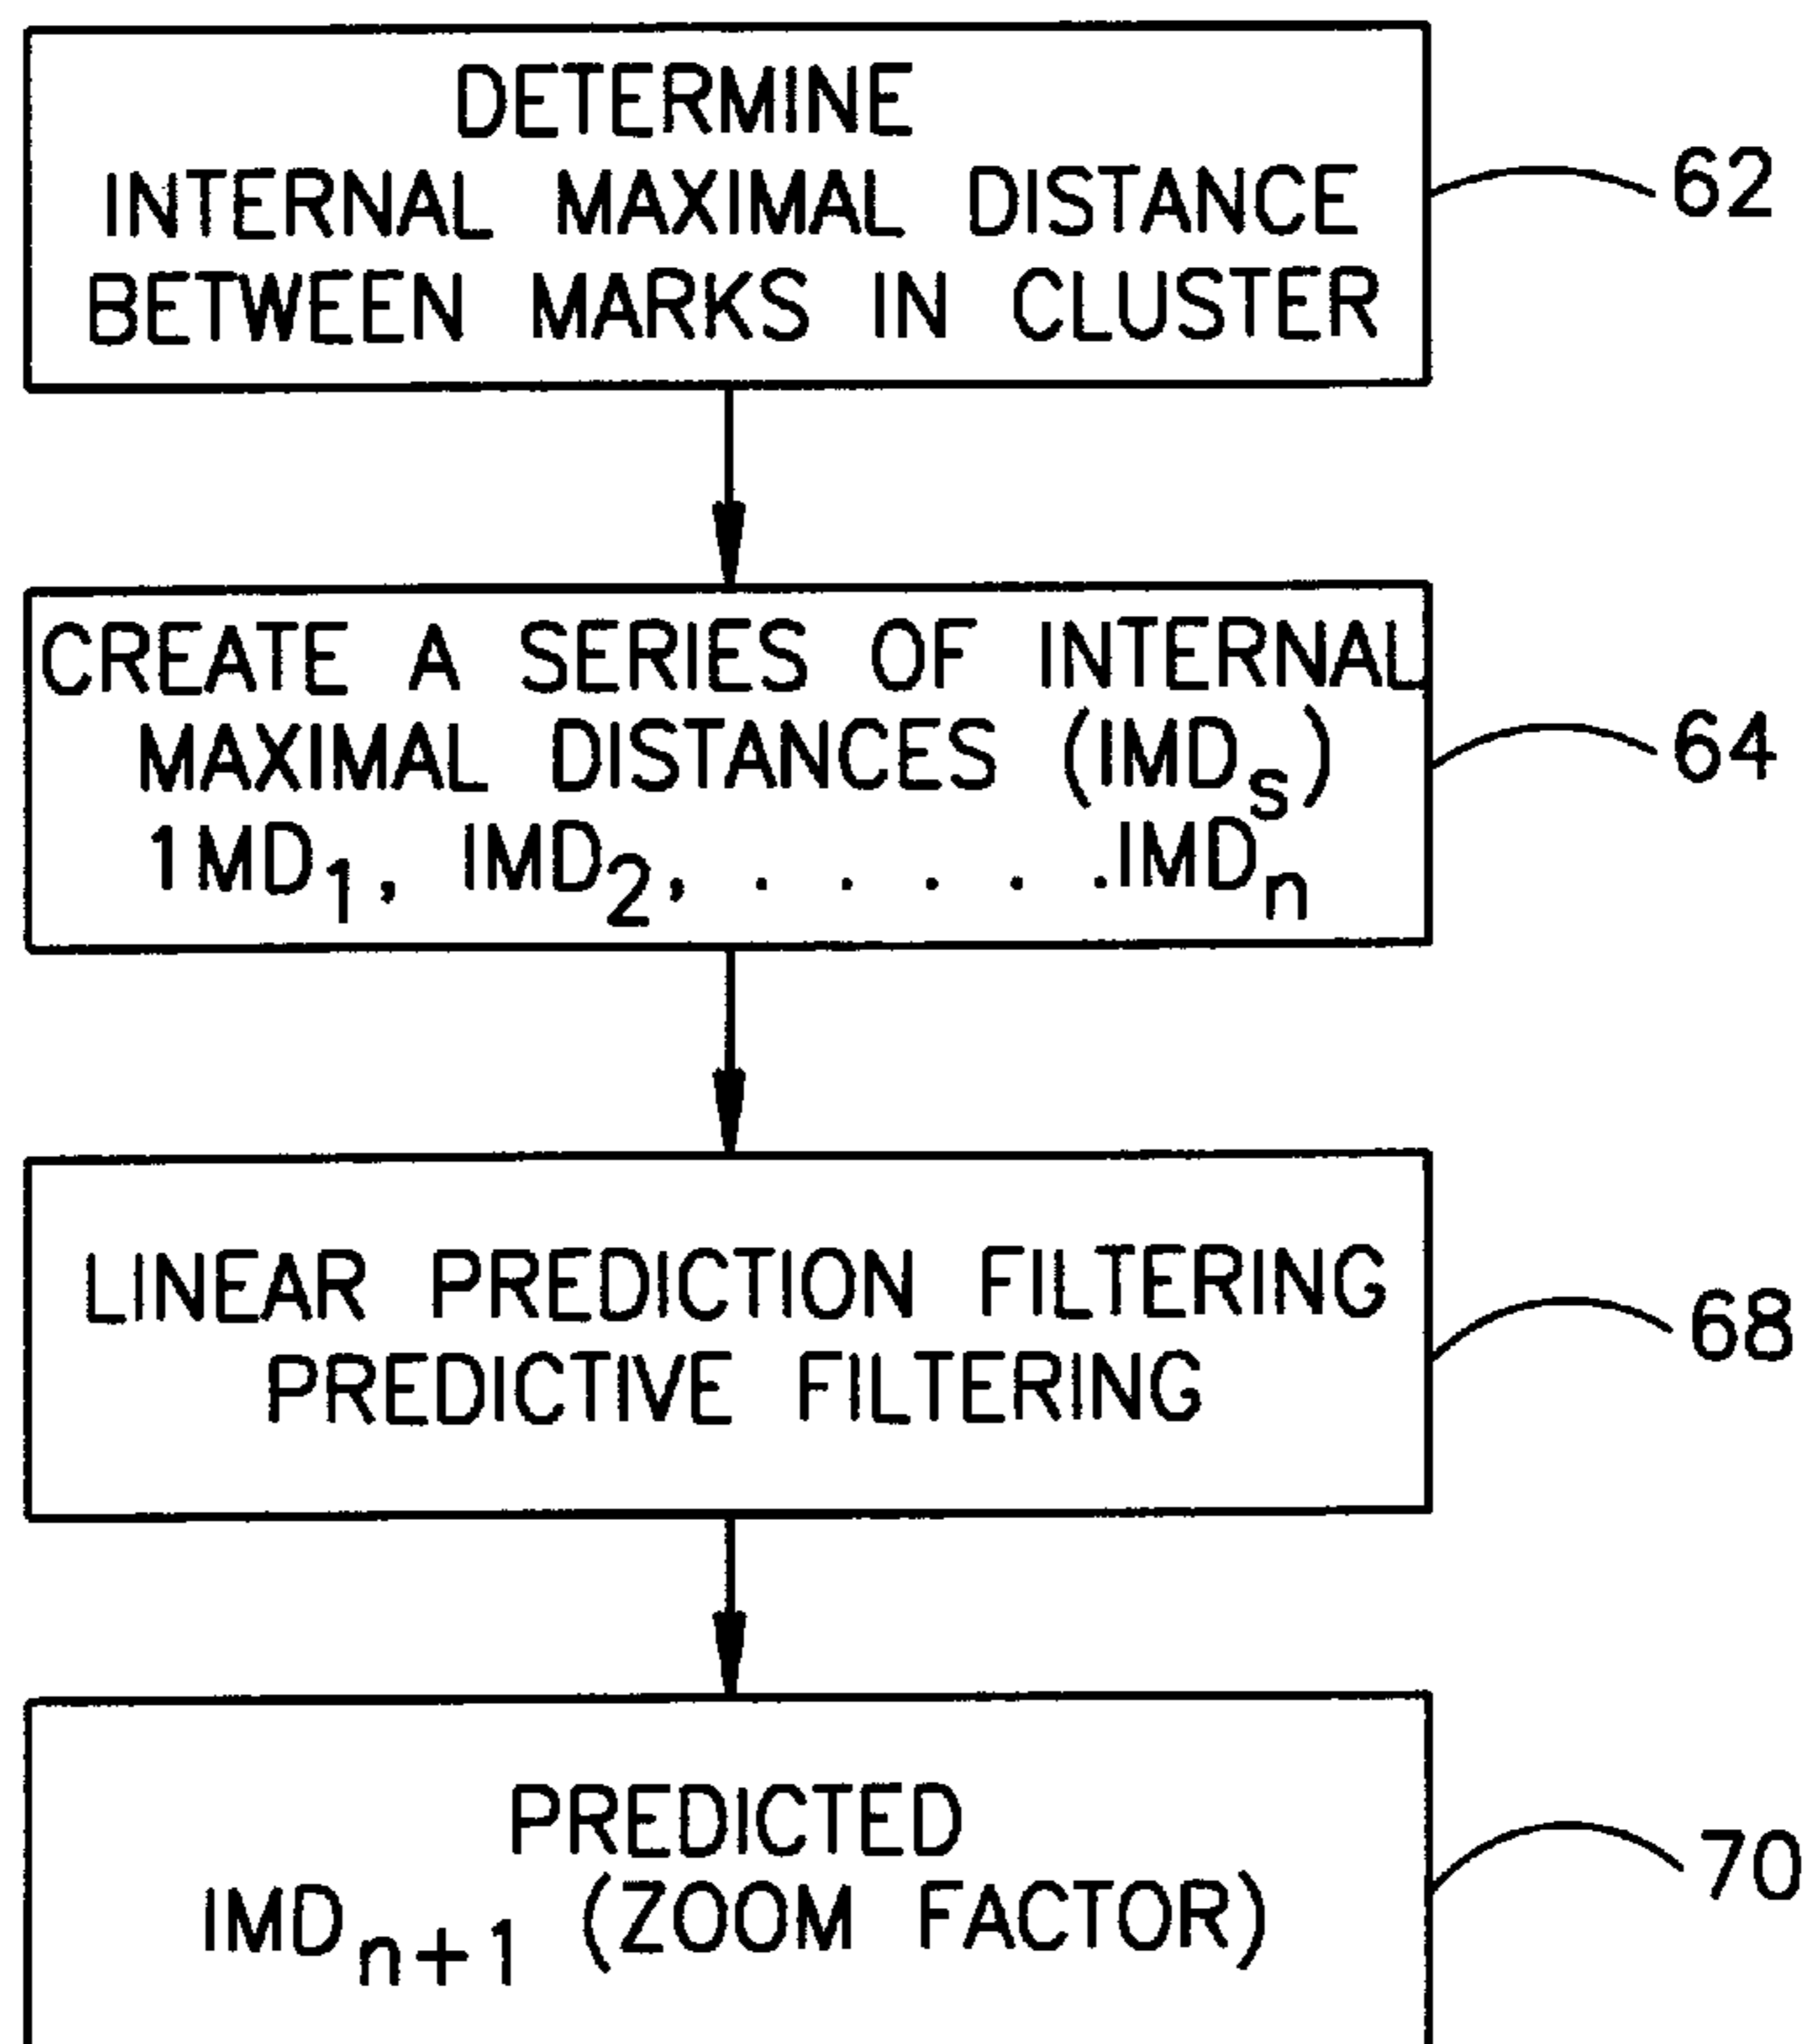 DETERMINE
INTERNAL MAXIMAL DISTANCE
BETWEEN MARKS IN CLUSTER
62
CREATE A SERIES OF INTERNAL
MAXIMAL DISTANCES (IMDs)
1MD1, IMD2, . . . . .IMDn
64
LINEAR PREDICTION FILTERING
PREDICTIVE FILTERING
68
PREDICTED
IMDn+1 (ZOOM FACTOR)
70